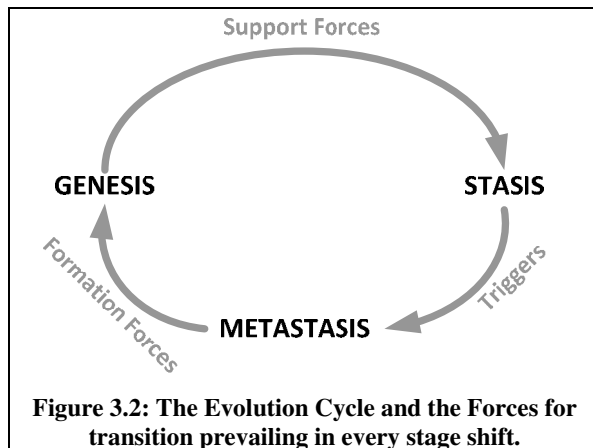 Support Forces
GENESIS
STASIS
Formation Forces
Triggers
METASTASIS
Figure 3.2: The Evolution Cycle and the Forces for
transition prevailing in every stage shift.